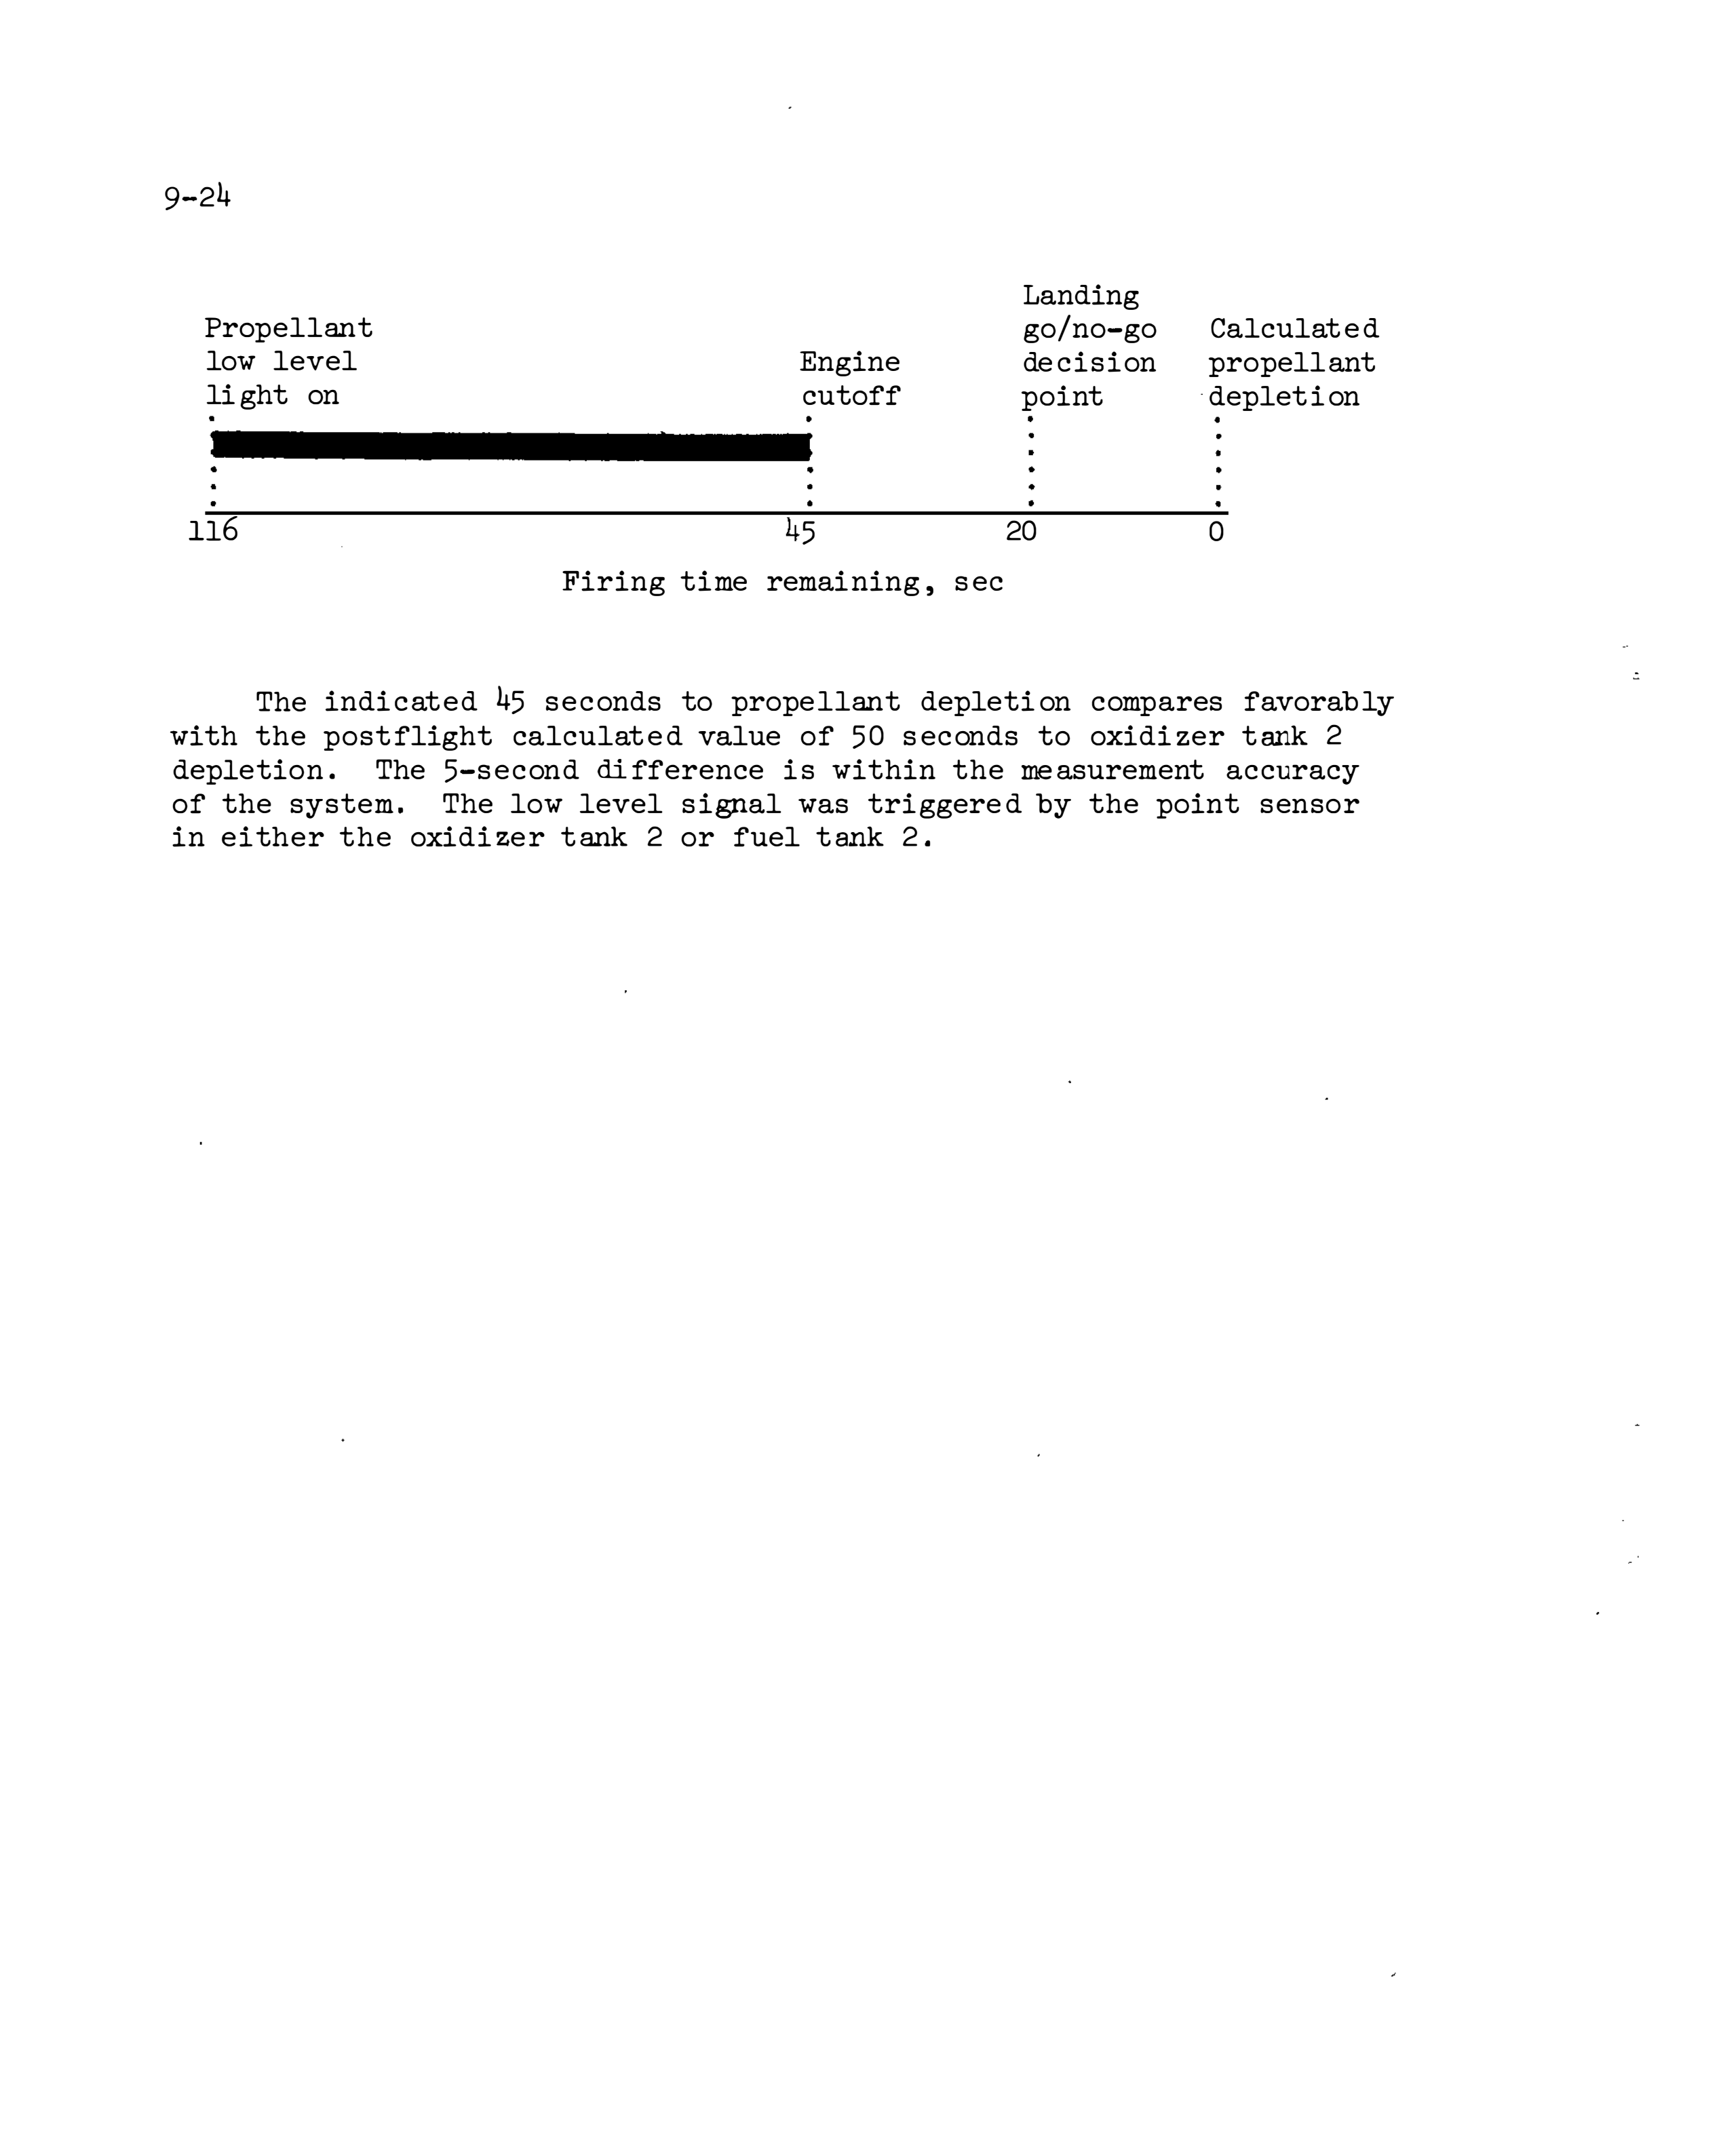 9-24
Propellant
low level
light on
Engine
cutoff
Landing
go/no-go
decision
point
Calculated
propellant
depletion
116
45
20
0
Firing time remaining, sec
The indicated 45 seconds to propellant depletion compares favorably
with the postflight calculated value of 50 seconds to oxidizer tank 2
depletion. The 5-second difference is within the measurement accuracy
of the system. The low level signal was triggered by the point sensor
in either the oxidizer tank 2 or fuel tank 2.